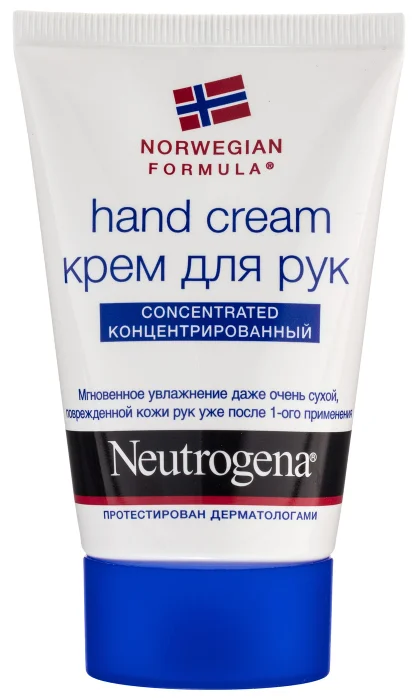 NORWEGIAN
FORMULA®
hand cream
крем для рук
CONCENTRATED
КОНЦЕНТРИРОВАННЫЙ
Мгновенное увлажнение даже очень сухой,
поврежденной кожи рук уже после 1-ого применения
Neutrogena®
ПРОТЕСТИРОВАН ДЕРМАТОЛОГАМИ